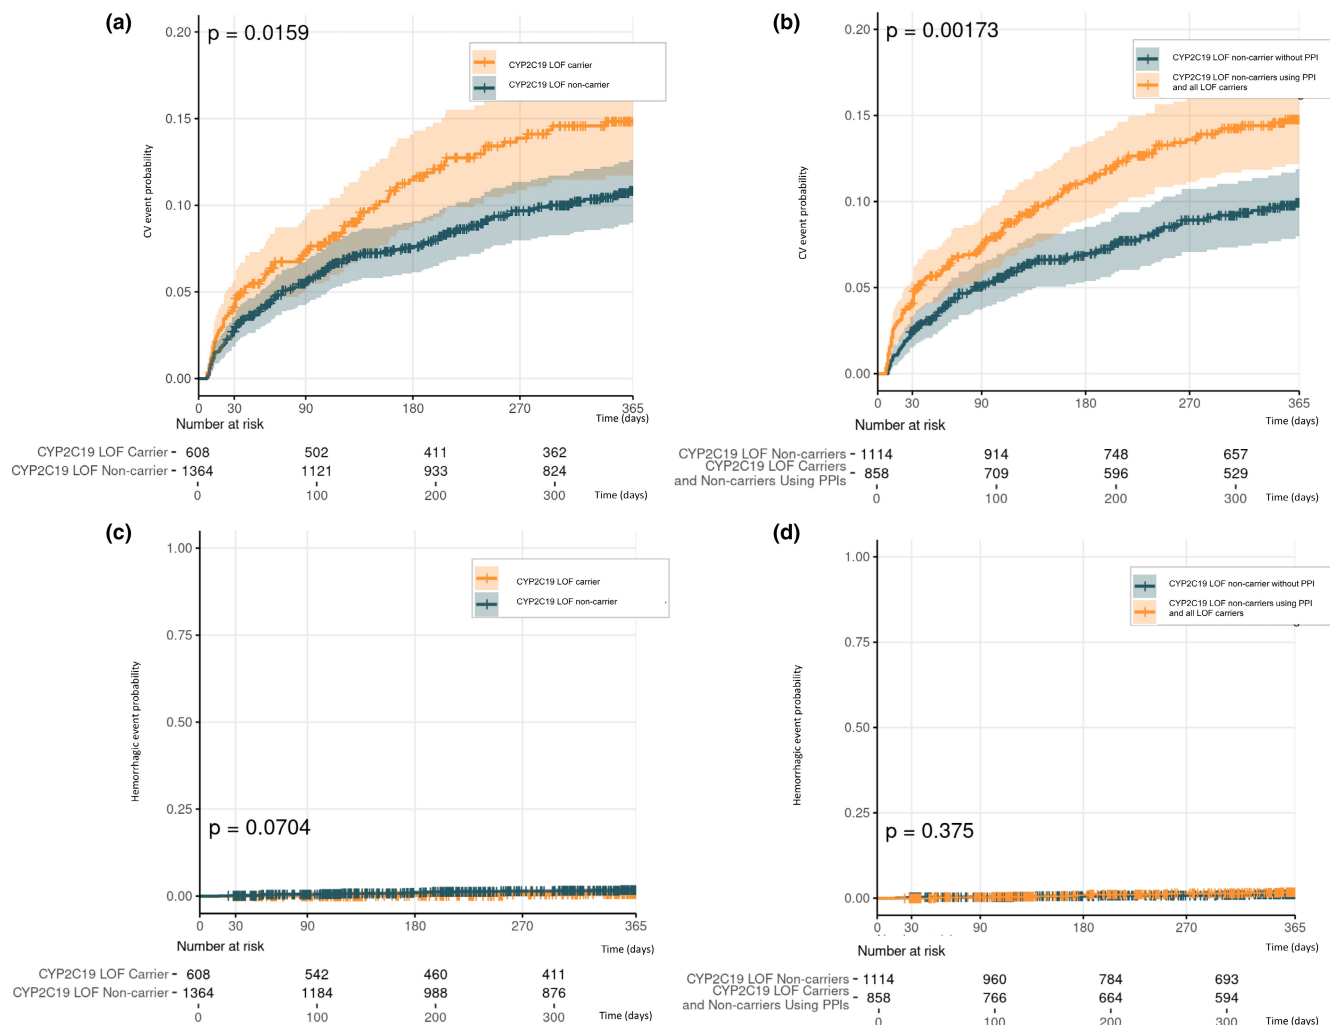 (a)
p = 0.0159
CYP2C19 LOF carrier
CYP2C19 LOF non-carrier
CV event probability
0.20
0.15
0.10
0.05
0.00
0 30 90 180 270 365
Time (days)
Number at risk
CYP2C19 LOF Carrier - 608 502 411 362
CYP2C19 LOF Non-carrier - 1364 1121 933 824
0 100 200 300 Time (days)
(b)
p = 0.00173
CYP2C19 LOF non-carrier without PPI
CYP2C19 LOF non-carriers using PPI
and all LOF carriers
CV event probability
0.20
0.15
0.10
0.05
0.00
0 30 90 180 270 365
Time (days)
Number at risk
CYP2C19 LOF Non-carriers - 1114 914 748 657
CYP2C19 LOF Carriers
and Non-carriers Using PPIs - 858 709 596 529
0 100 200 300 Time (days)
(c)
CYP2C19 LOF carrier
CYP2C19 LOF non-carrier
Hemorrhagic event probability
1.00
0.75
0.50
0.25
0.00
p = 0.0704
0 30 90 180 270 365
Time (days)
Number at risk
CYP2C19 LOF Carrier - 608 542 460 411
CYP2C19 LOF Non-carrier - 1364 1184 988 876
0 100 200 300 Time (days)
(d)
CYP2C19 LOF non-carrier without PPI
CYP2C19 LOF non-carriers using PPI
and all LOF carriers
Hemorrhagic event probability
1.00
0.75
0.50
0.25
0.00
p = 0.375
0 30 90 180 270 365
Time (days)
Number at risk
CYP2C19 LOF Non-carriers - 1114 960 784 693
CYP2C19 LOF Carriers
and Non-carriers Using PPIs - 858 766 664 594
0 100 200 300 Time (days)